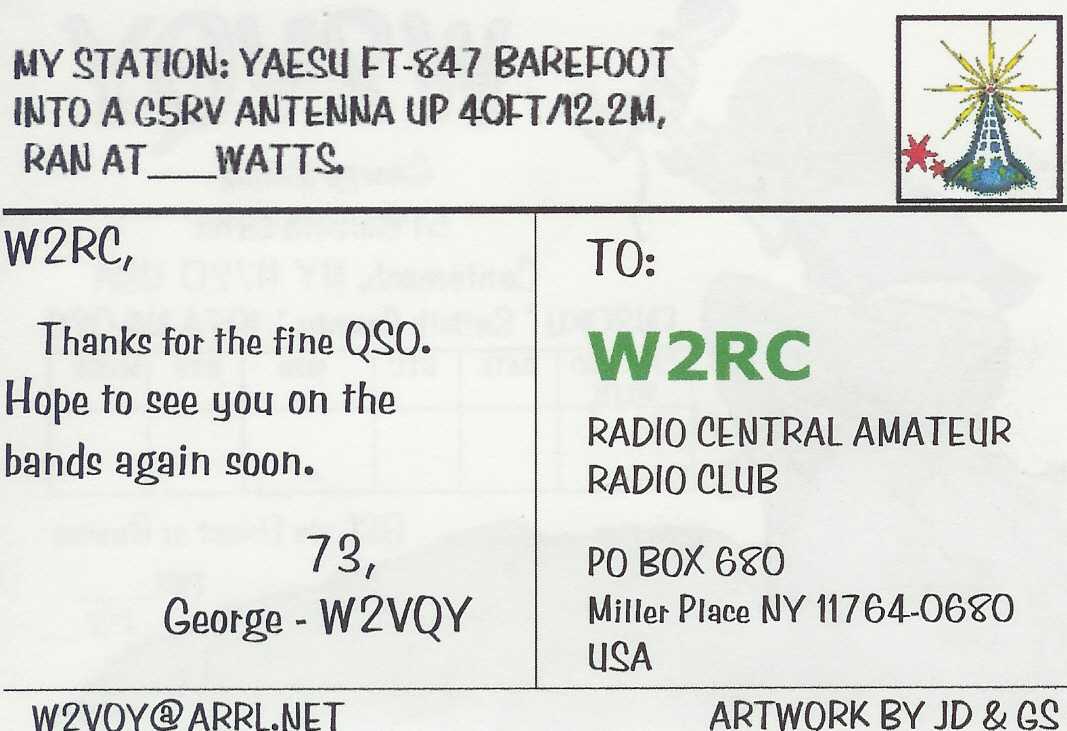 MY STATION: YAESU FT-847 BAREFOOT
INTO A G5RV ANTENNA UP 40FT/12.2M,
RAN AT___WATTS.
W2RC,
Thanks for the fine QSO.
Hope to see you on the
bands again soon.
73,
George - W2VQY
TO:
W2RC
RADIO CENTRAL AMATEUR
RADIO CLUB
PO BOX 680
Miller Place NY 11764-0680
USA
W2VQY@ARRL.NET
ARTWORK BY JD & GS